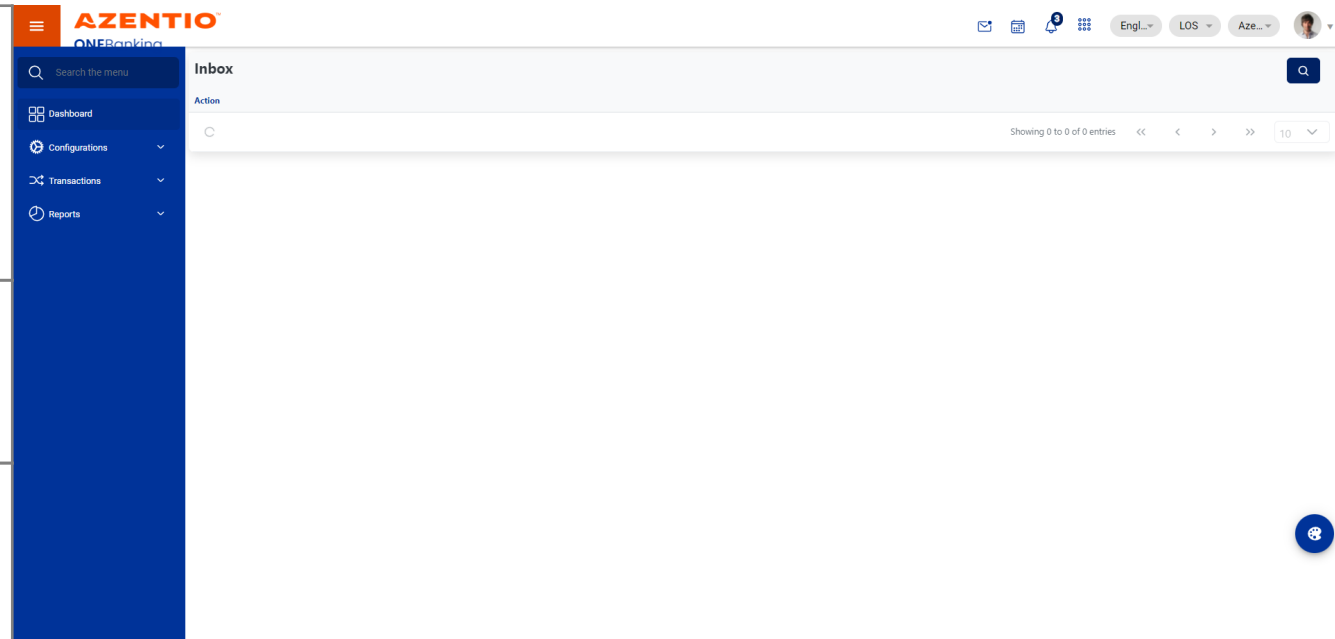 AZENTIO™
ONEBanking
3
Engl...
LOS
Aze...
Search the menu
Dashboard
Configurations
Transactions
Reports
Inbox
Action
Showing 0 to 0 of 0 entries
10